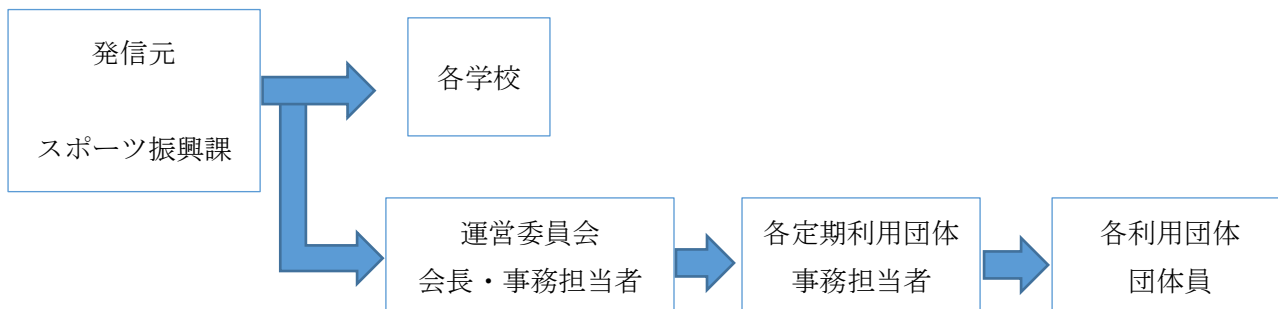 発信元
スポーツ振興課
各学校
運営委員会
会長・事務担当者
各定期利用団体
事務担当者
各利用団体
団体員